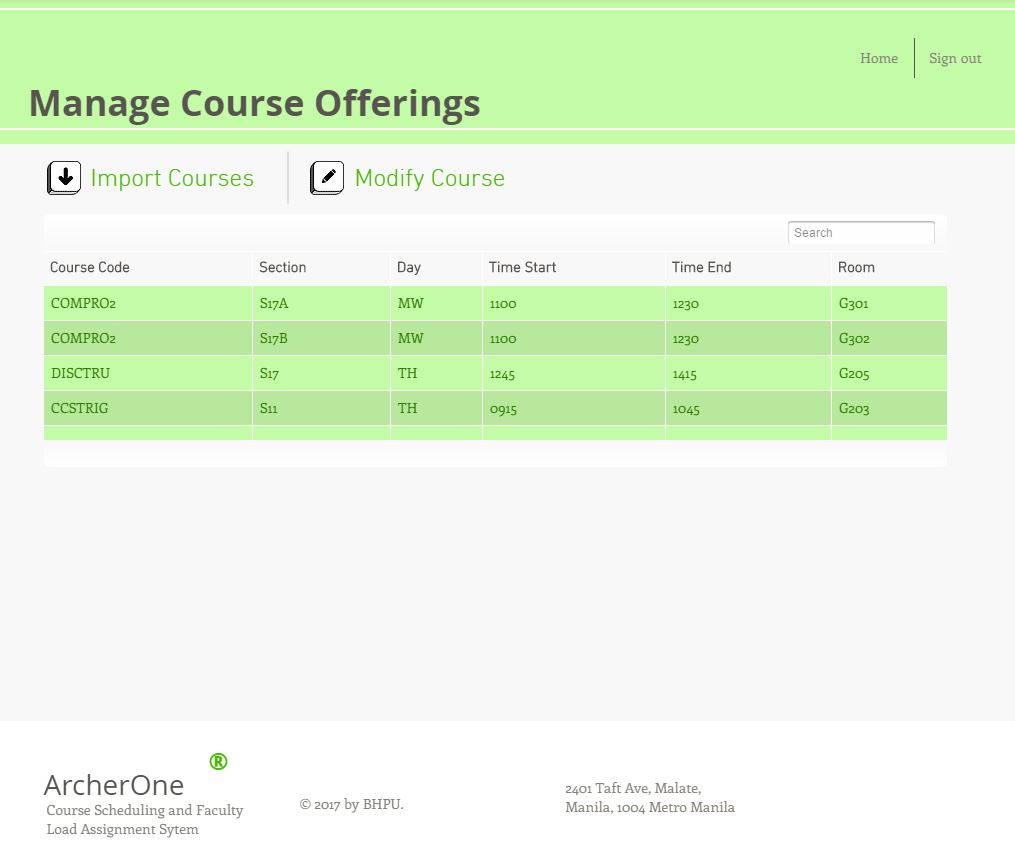 Home Sign out
Manage Course Offerings
Import Courses Modify Course
Search
Course Code Section Day Time Start Time End Room
COMPRO2 S17A MW 1100 1230 G301
COMPRO2 S17B MW 1100 1230 G302
DISCTRU S17 TH 1245 1415 G205
CCSTRIG S11 TH 0915 1045 G203
®
ArcherOne
Course Scheduling and Faculty
Load Assignment Sytem
© 2017 by BHPU.
2401 Taft Ave, Malate,
Manila, 1004 Metro Manila